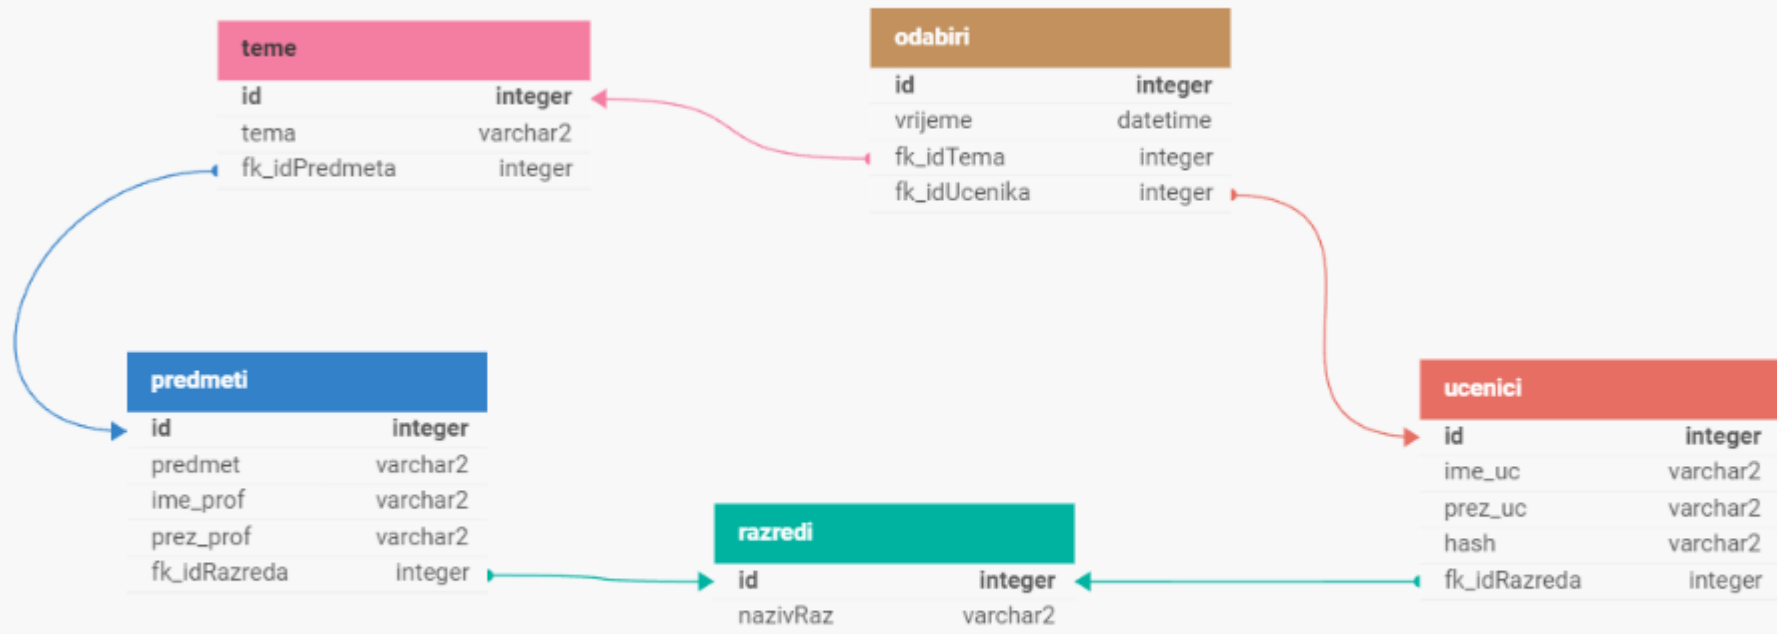 teme
id integer
tema varchar2
fk_idPredmeta integer
odabiri
id integer
vrijeme datetime
fk_idTema integer
fk_idUcenika integer
predmeti
id integer
predmet varchar2
ime_prof varchar2
prez_prof varchar2
fk_idRazreda integer
razredi
id integer
nazivRaz varchar2
ucenici
id integer
ime_uc varchar2
prez_uc varchar2
hash varchar2
fk_idRazreda integer